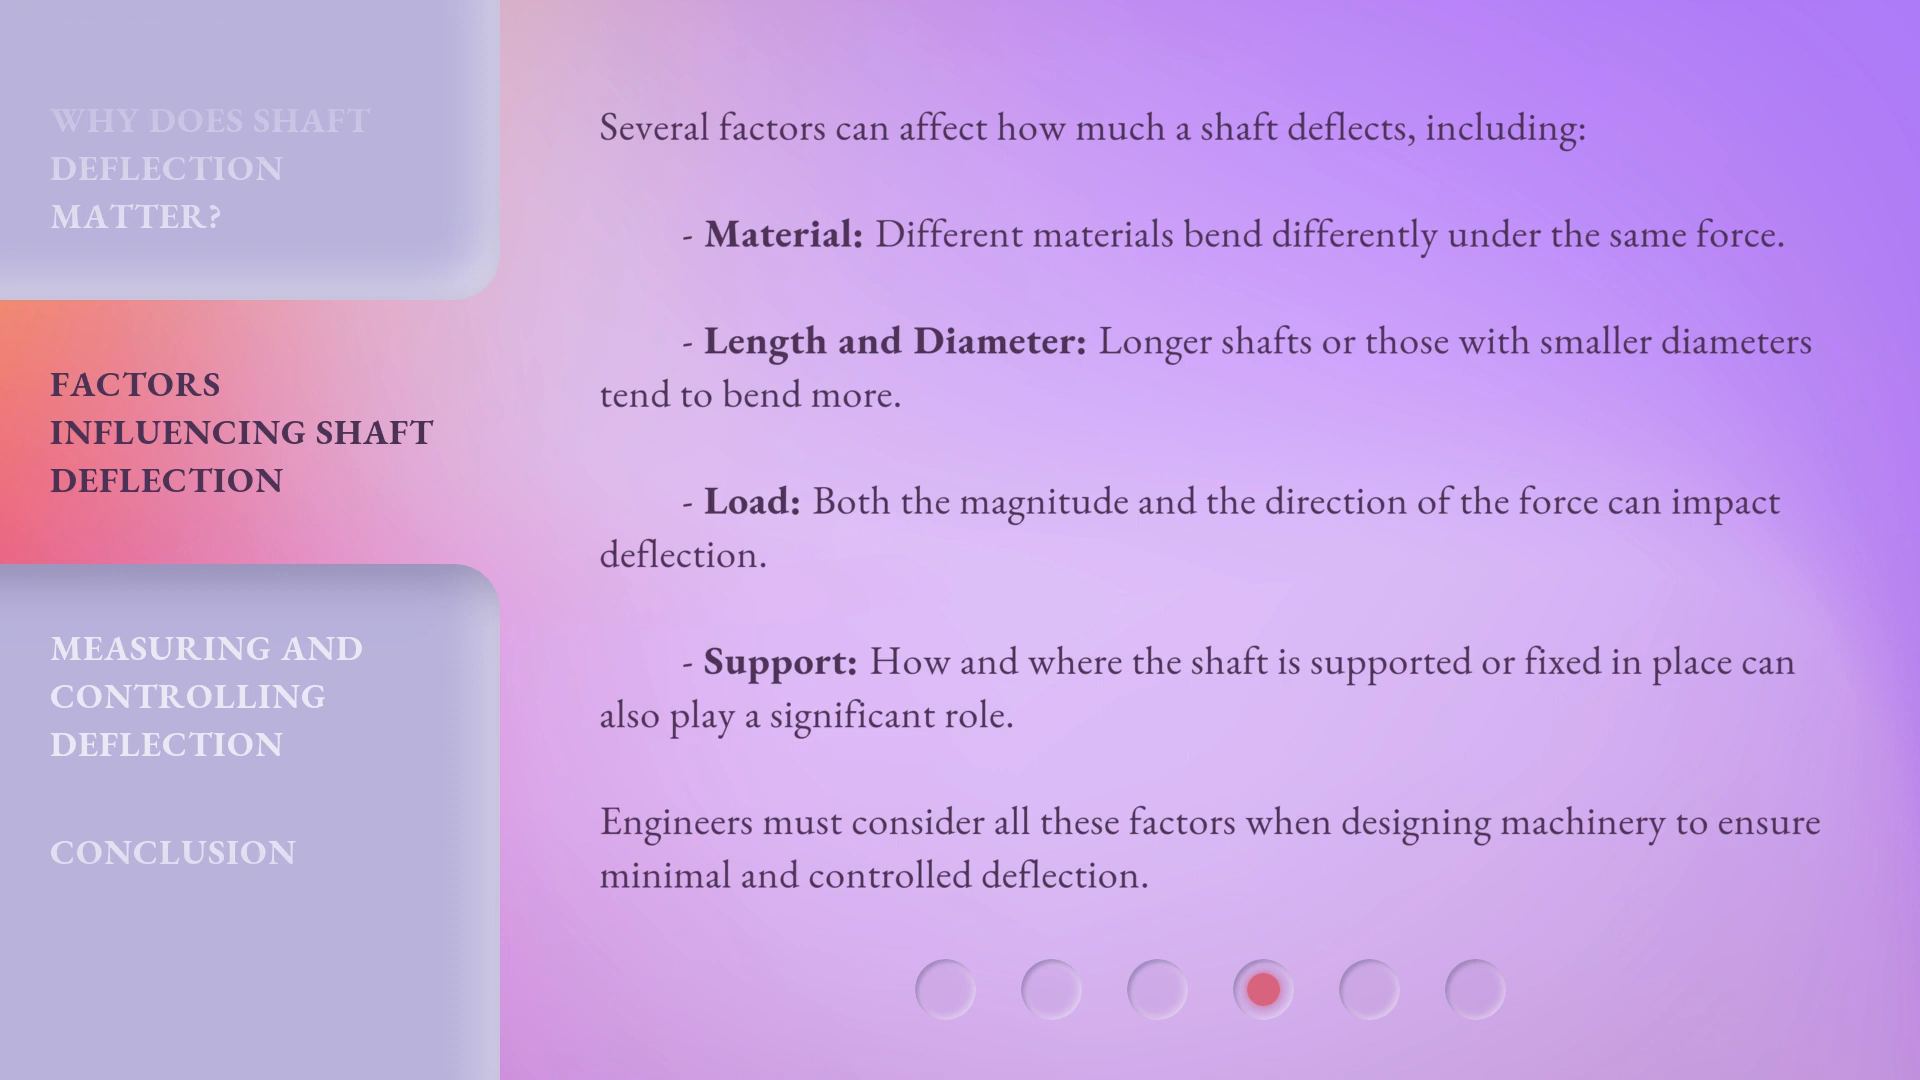 WHY DOES SHAFT
DEFLECTION
MATTER?
FACTORS
INFLUENCING SHAFT
DEFLECTION
MEASURING AND
CONTROLLING
DEFLECTION
CONCLUSION
Several factors can affect how much a shaft deflects, including:
- Material: Different materials bend differently under the same force.
- Length and Diameter: Longer shafts or those with smaller diameters
tend to bend more.
- Load: Both the magnitude and the direction of the force can impact
deflection.
- Support: How and where the shaft is supported or fixed in place can
also play a significant role.
Engineers must consider all these factors when designing machinery to ensure
minimal and controlled deflection.